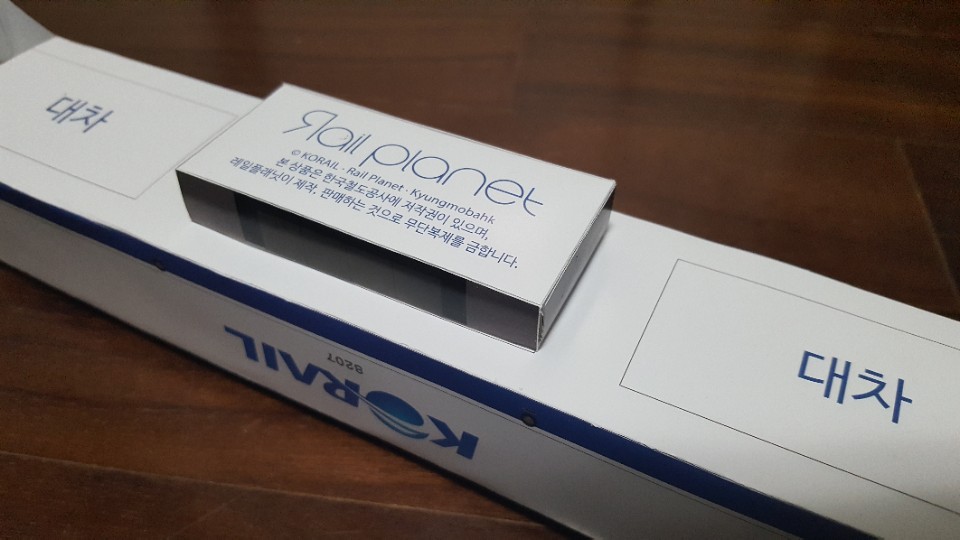 대차
Rail planet
© KORAIL · Rail Planet · Kyungmobahk
본 상품은 한국철도공사에 저작권이 있으며,
레일플래닛이 제작, 판매하는 것으로 무단복제를 금합니다.
대차
8207
KORAIL